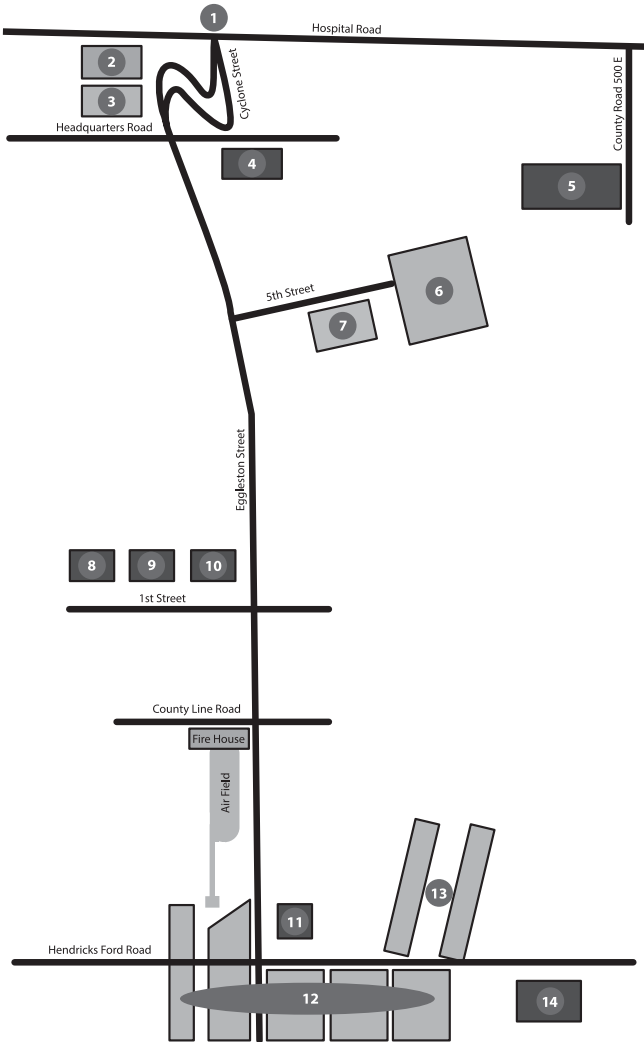 1
Hospital Road
2
Cyclone Street
County Road 500 E
3
Headquarters Road
4
5
5th Street
6
7
Eggleston Street
8
9
10
1st Street
County Line Road
Fire House
Air Field
13
11
Hendricks Ford Road
12
14